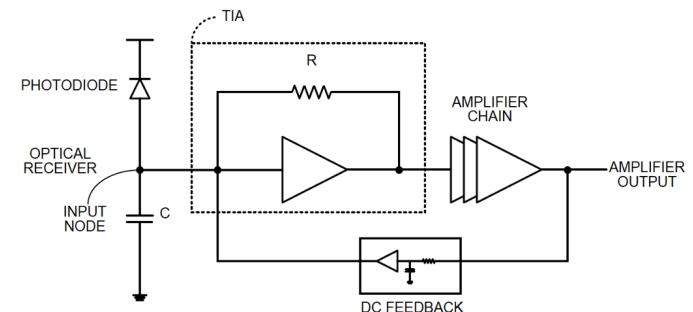 TIA
R
PHOTODIODE
AMPLIFIER
CHAIN
OPTICAL
RECEIVER
AMPLIFIER
OUTPUT
INPUT
NODE
C
DC FEEDBACK